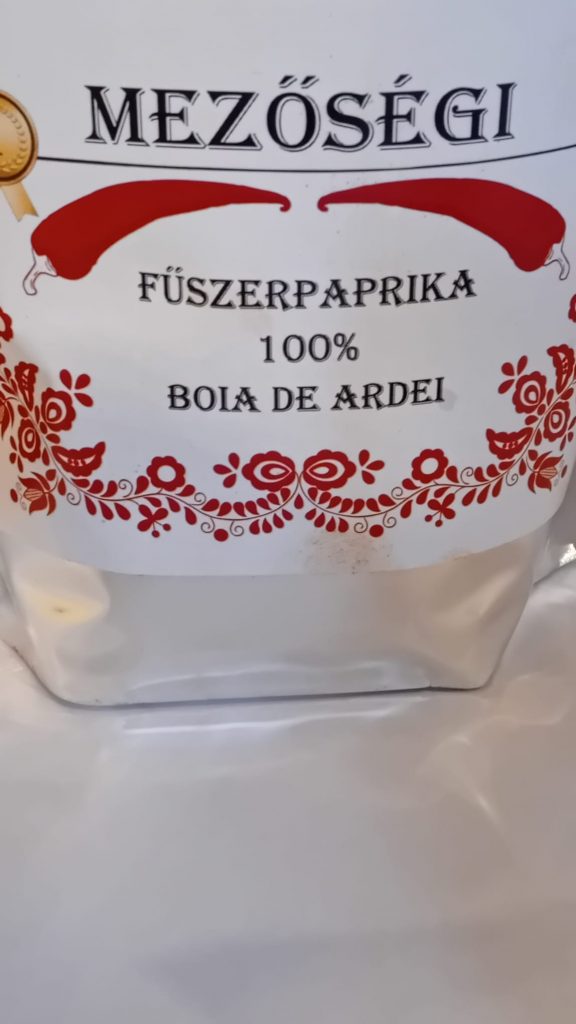 MEZŐSÉGI
FŰSZERPAPRIKA
100%
BOIA DE ARDEI